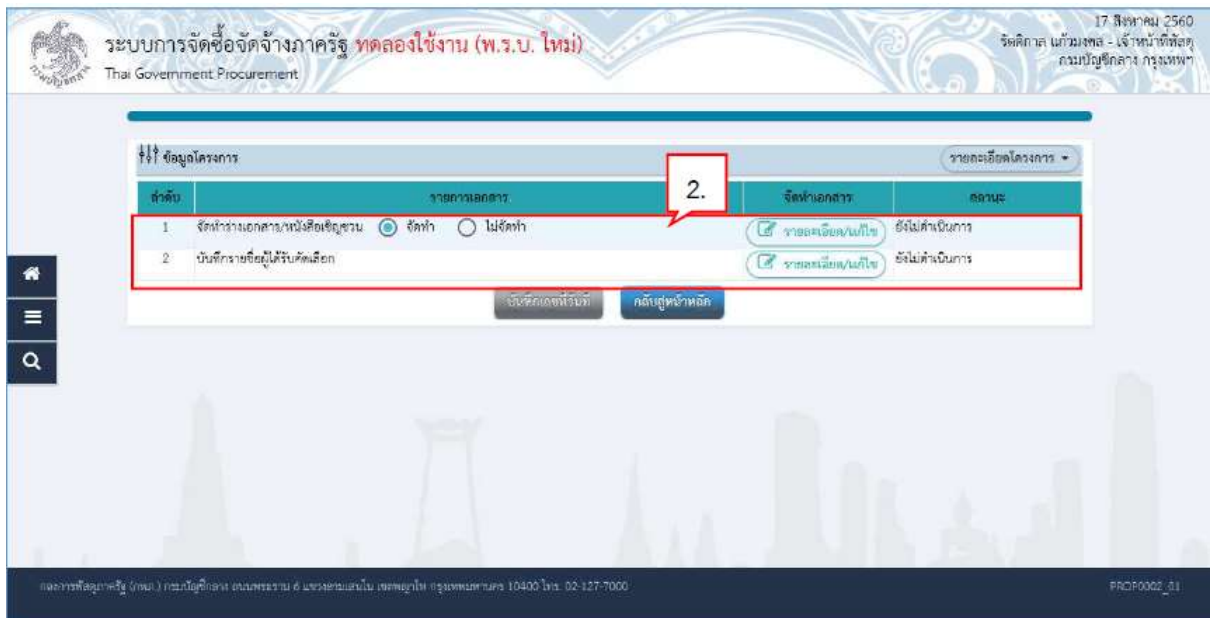 17 สิงหาคม 2560
ระบบการจัดซื้อจัดจ้างภาครัฐ ทดลองใช้งาน (พ.ร.บ. ใหม่)
รัตติกาล แก้วมงคล - เจ้าหน้าที่พัสดุ
Thai Government Procurement
กรมบัญชีกลาง กรุงเทพฯ
กรมบัญชีกลาง
ข้อมูลโครงการ
รายละเอียดโครงการ
2.
ลำดับ รายการเอกสาร จัดทำเอกสาร สถานะ
1 จัดทำร่างเอกสาร/หนังสือเชิญชวน จัดทำ ไม่จัดทำ รายละเอียด/แก้ไข ยังไม่ดำเนินการ
2 บันทึกรายชื่อผู้ได้รับคัดเลือก รายละเอียด/แก้ไข ยังไม่ดำเนินการ
บันทึกเลขที่วันที่ กลับสู่หน้าหลัก
กองการพัสดุภาครัฐ (กพภ.) กรมบัญชีกลาง ถนนพระราม 6 แขวงสามเสนใน เขตพญาไท กรุงเทพมหานคร 10400 โทร. 02-127-7000
PROP0002_01